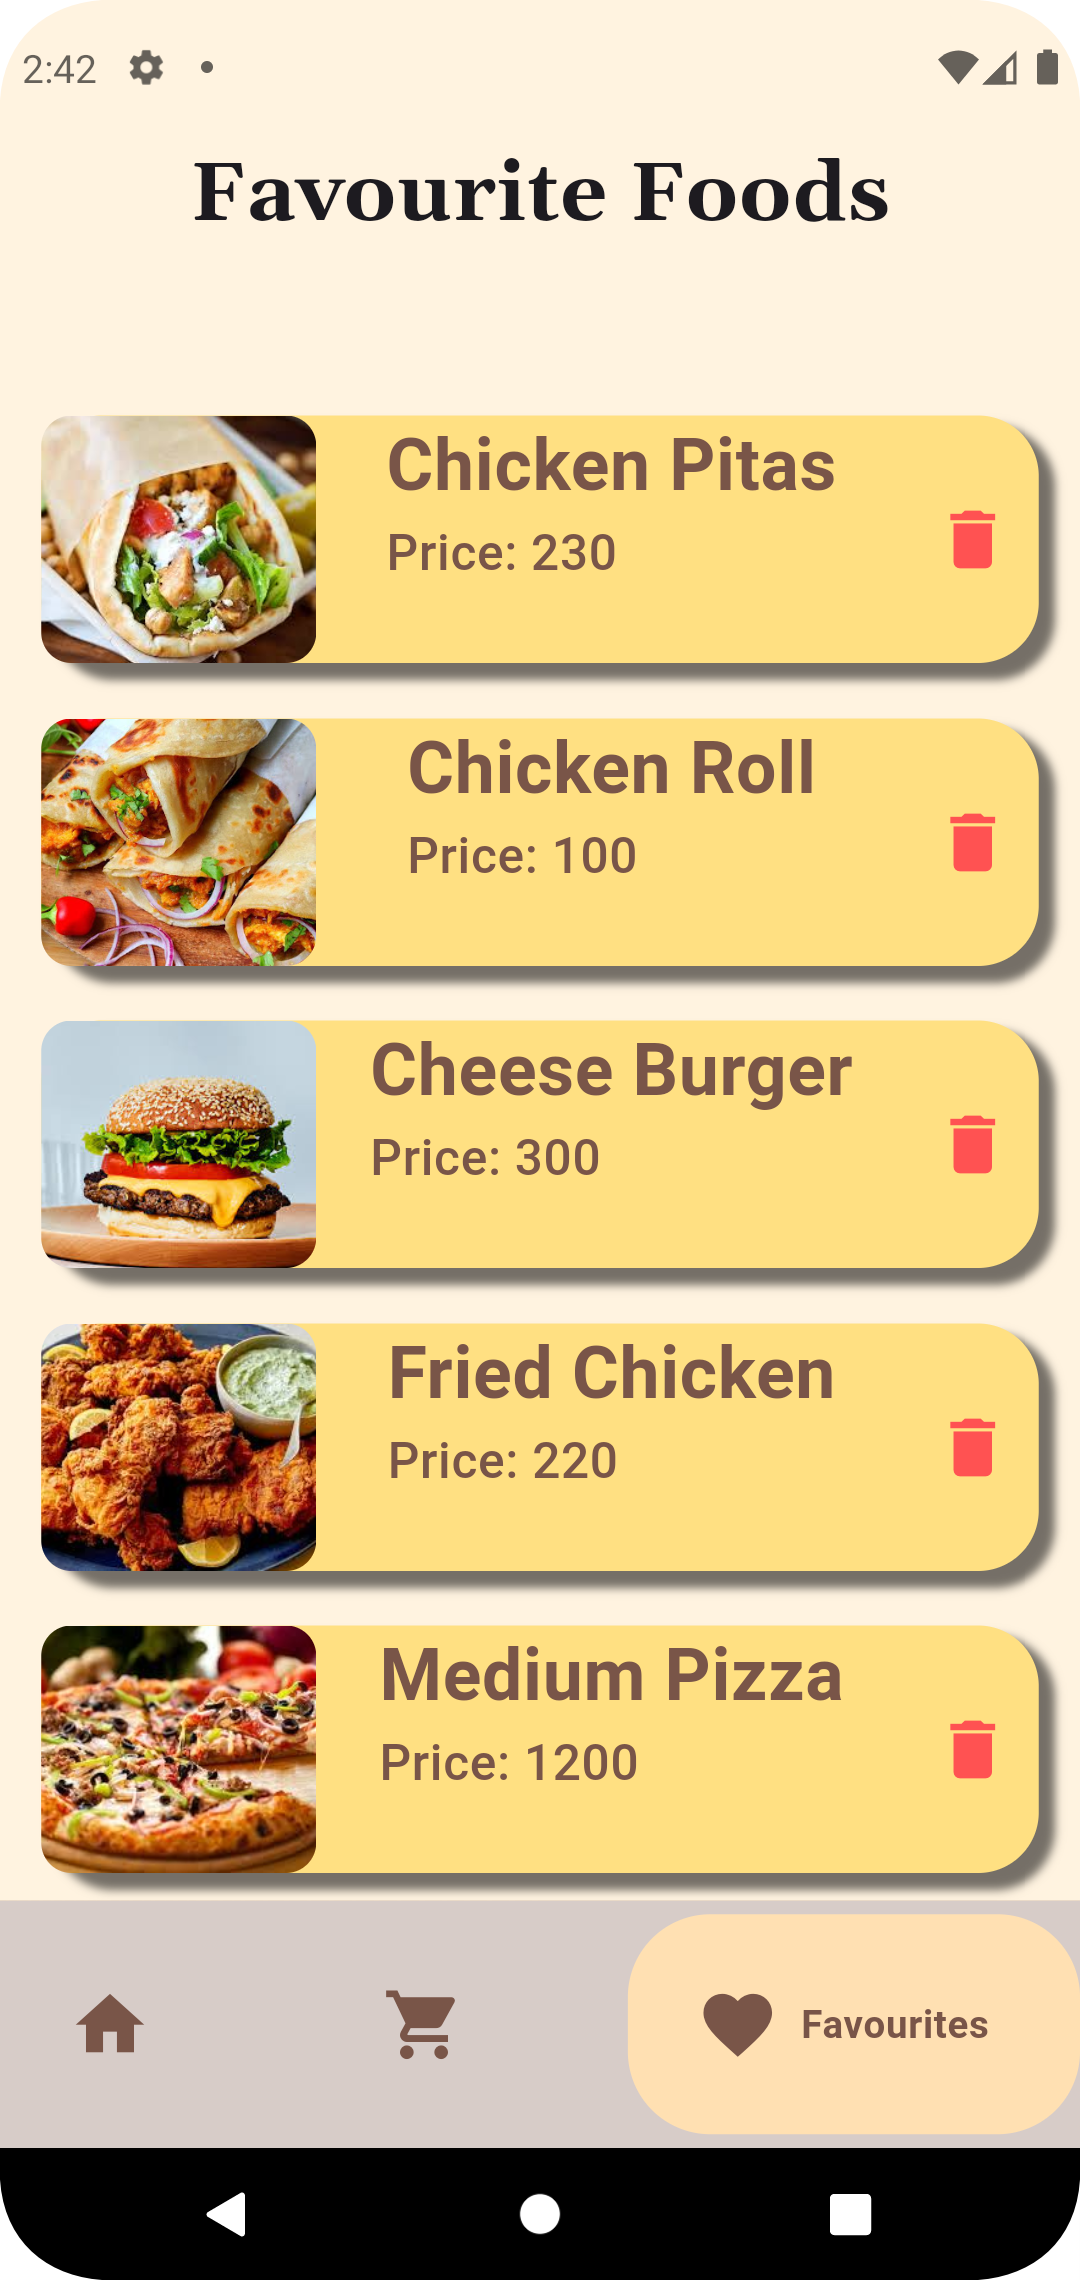 2:42
Favourite Foods
Chicken Pitas
Price: 230
Chicken Roll
Price: 100
Cheese Burger
Price: 300
Fried Chicken
Price: 220
Medium Pizza
Price: 1200
Favourites